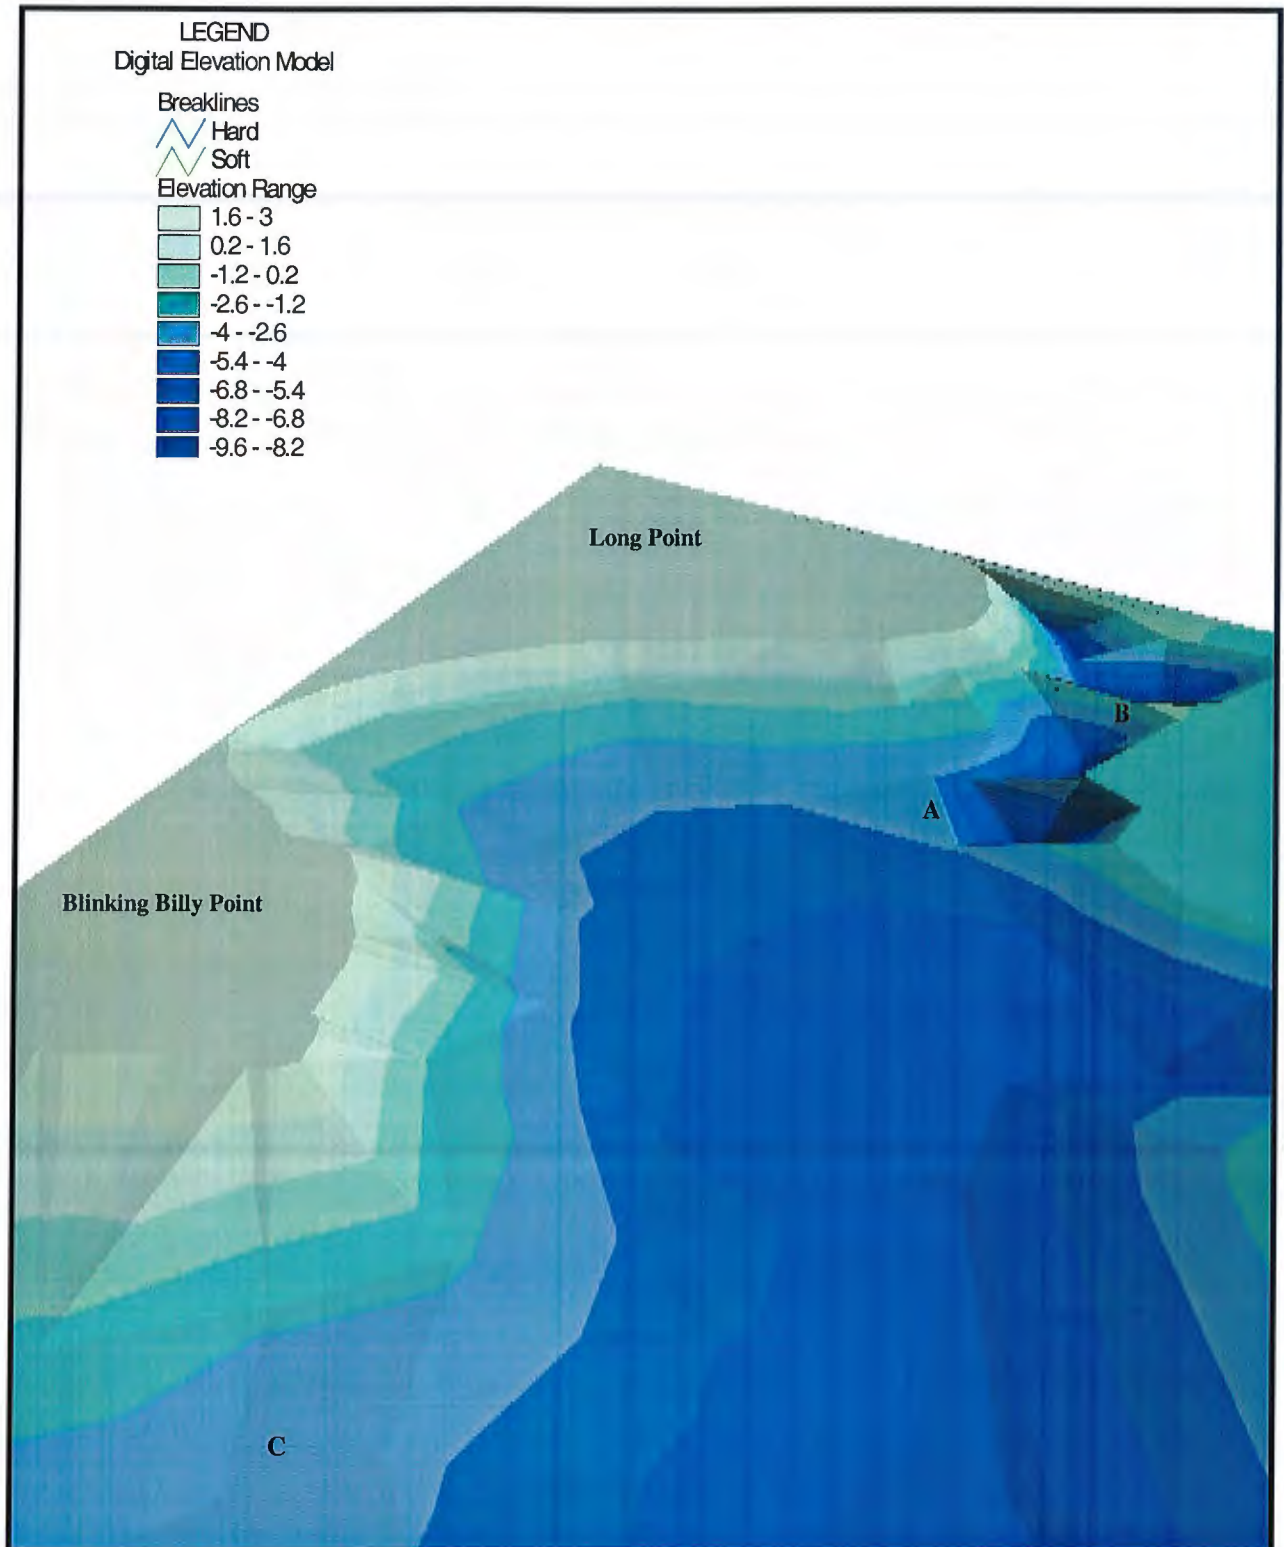 LEGEND
Digital Elevation Model
Breaklines
Hard
Soft
Elevation Range
1.6 - 3
0.2 - 1.6
-1.2 - 0.2
-2.6 - -1.2
-4 - -2.6
-5.4 - -4
-6.8 - -5.4
-8.2 - -6.8
-9.6 - -8.2
Long Point
B
A
Blinking Billy Point
C